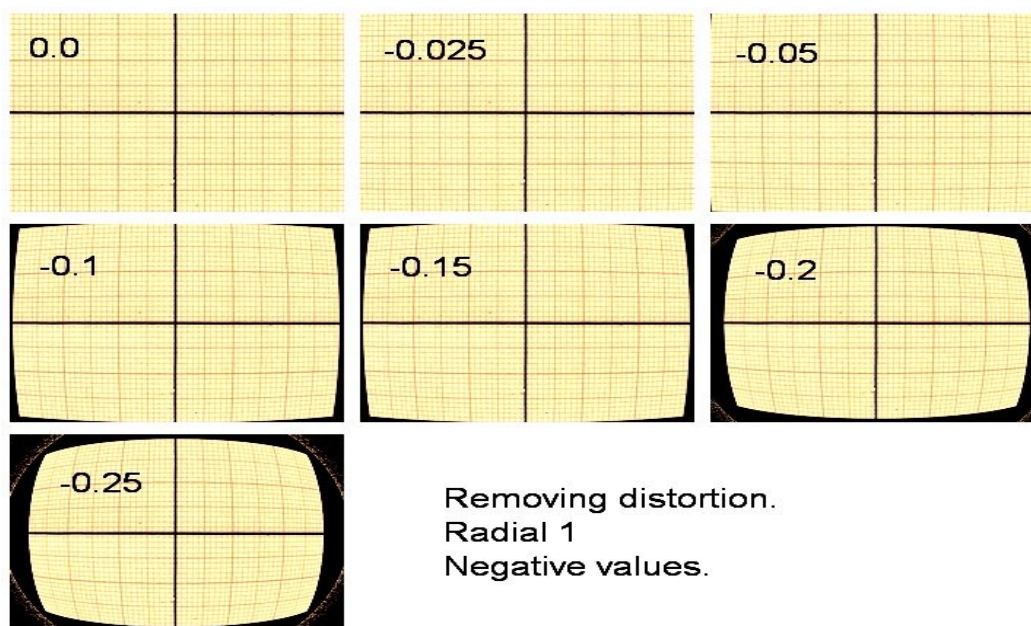 0.0
-0.025
-0.05
-0.1
-0.15
-0.2
-0.25
Removing distortion.
Radial 1
Negative values.